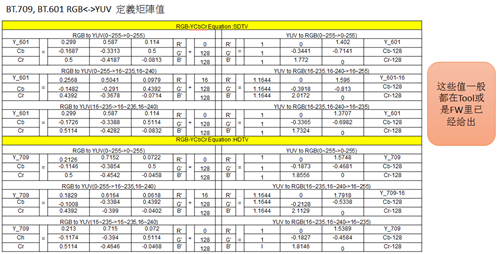 BT.709, BT.601 RGB<->YUV 定義矩陣值
RGB-YCbCr Equation :SDTV
RGB to YUV(0~255->0~255) YUV to RGB(0~255->0~255)
Y_601 0.299 0.587 0.114 R' 0 1 0 1.402 Y_601
Cb = -0.1687 -0.3313 0.5 G' + 128 = 1 -0.3441 -0.7141 Cb-128
Cr 0.5 -0.4187 -0.0813 B' 128 1 1.772 0 Cr-128
RGB to YUV(0-255->16~235,16~240) YUV to RGB(16-235,16-240->16-235)
Y_601 0.2568 0.5041 0.0979 R' 16 1.1644 0 1.596 Y_601-16
Cb = -0.1482 -0.291 0.4392 G' + 128 = 1.1644 -0.3918 -0.813 Cb-128
Cr 0.4392 -0.3678 -0.0714 B' 128 1.1644 2.0172 0 Cr-128
RGB to YUV(16~235->16~235,16~240) YUV to RGB(16-235,16-240->16~235)
Y_601 0.299 0.587 0.114 R' 0 1 0 1.3707 Y_601
Cb = -0.1726 -0.3388 0.5114 G' + 128 = 1 -0.3365 -0.6982 Cb-128
Cr 0.5114 -0.4282 -0.0832 B' 128 1 1.7324 0 Cr-128
RGB-YCbCr Equation :HDTV
RGB to YUV(0~255->0~255) YUV to RGB(0~255->0~255)
Y_709 0.2126 0.7152 0.0722 R' 0 1 0 1.5748 Y_709
Cb = -0.1146 -0.3854 0.5 G' + 128 = 1 -0.1873 -0.4681 Cb-128
Cr 0.5 -0.4542 -0.0458 B' 128 1 1.8556 0 Cr-128
RGB to YUV(0-255->16~235,16~240) YUV to RGB(16-235,16-240->16-235)
Y_709 0.1829 0.6164 0.0618 R' 16 1.1644 0 1.7918 Y_709-16
Cb = -0.1008 -0.3384 0.4392 G' + 128 = 1.1644 -0.2128 -0.5338 Cb-128
Cr 0.4392 -0.399 -0.0402 B' 128 1.1644 2.1129 0 Cr-128
RGB to YUV(16~235->16~235,16~240) YUV to RGB(16-235,16-240->16~235)
Y_709 0.213 0.715 0.072 R' 0 1 0 1.5389 Y_709
Cb = -0.1174 -0.394 0.5114 G' + 128 = 1 -0.1827 -0.4584 Cb-128
Cr 0.5114 -0.4646 -0.0468 B' 128 1 1.8146 0 Cr-128
这些值一般
都在Tool或
是FW里已
经给出